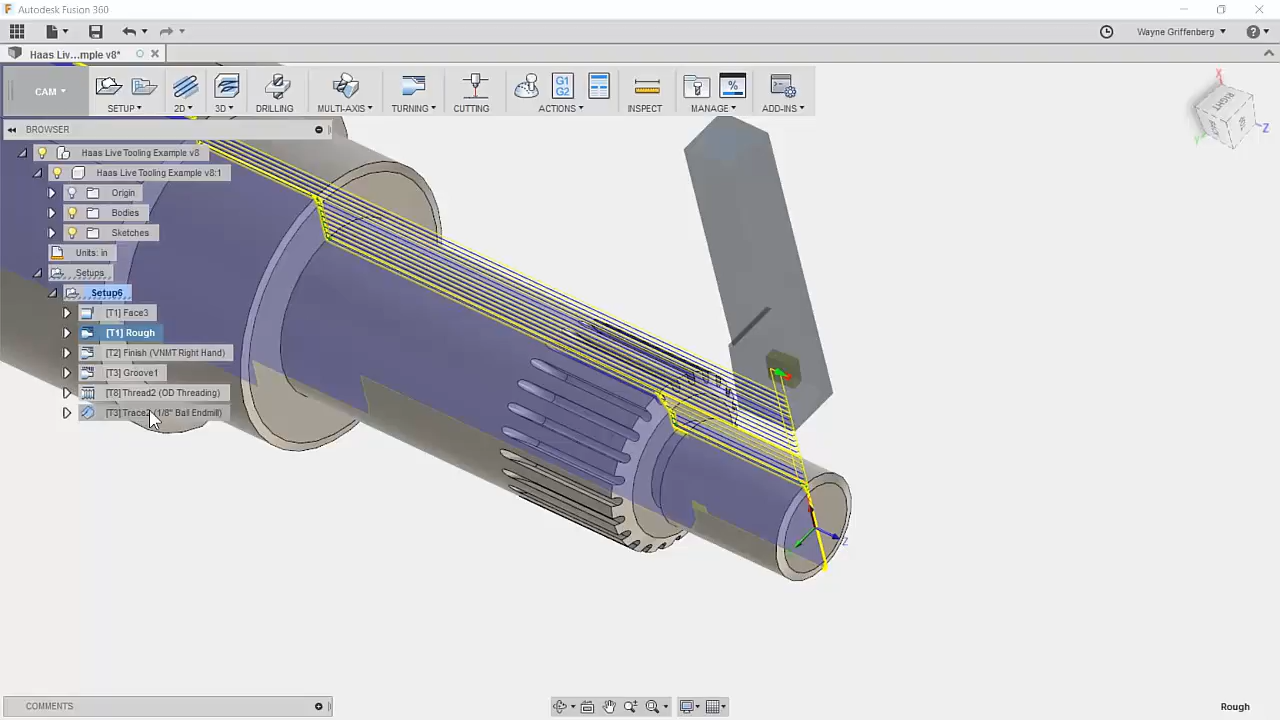 Autodesk Fusion 360
Wayne Griffenberg
Haas Liv...mple v8*
CAM
SETUP
2D
3D
DRILLING
MULTI-AXIS
TURNING
CUTTING
G1
G2
ACTIONS
INSPECT
%
MANAGE
ADD-INS
BROWSER
Haas Live Tooling Example v8
Haas Live Tooling Example v8:1
Origin
Bodies
Sketches
Units: in
Setups
Setup6
[T1] Face3
[T1] Rough
[T2] Finish (VNMT Right Hand)
[T3] Groove1
[T8] Thread2 (OD Threading)
[T3] Trace2 (1/8" Ball Endmill)
X
Z
Y
RIGHT
Z
COMMENTS
Rough